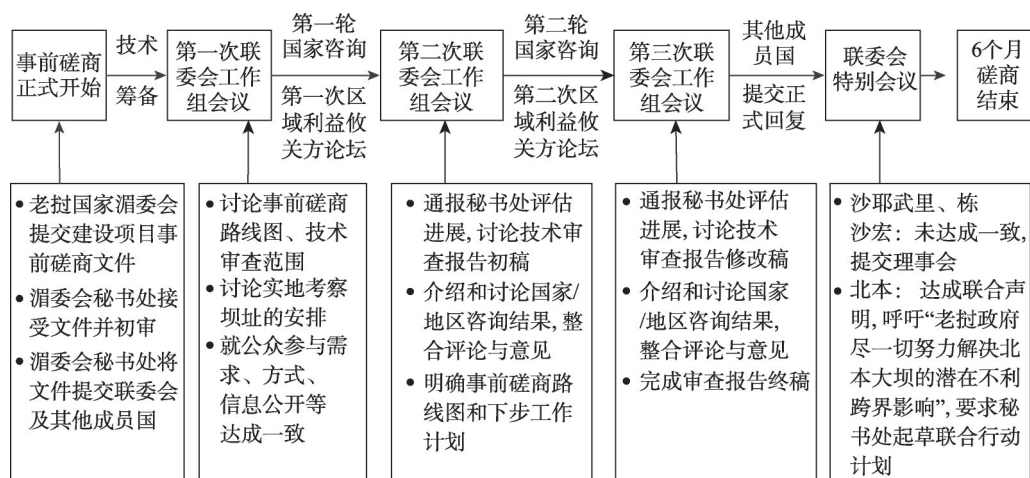 事前磋商
正式开始
技术
筹备
第一次联
委会工作
组会议
第一轮
国家咨询
第一次区
域利益攸
关方论坛
第二次联
委会工作
组会议
第二轮
国家咨询
第二次区
域利益攸
关方论坛
第三次联
委会工作
组会议
其他成
员国
提交正
式回复
联委会
特别会议
6个月
磋商
结束
• 老挝国家湄委会
提交建设项目事
前磋商文件
• 湄委会秘书处接
受文件并初审
• 湄委会秘书处将
文件提交联委会
及其他成员国
• 讨论事前磋商
路线图、技术
审查范围
• 讨论实地考察
坝址的安排
• 就公众参与需
求、方式、
信息公开等
达成一致
• 通报秘书处评估
进展, 讨论技术审
查报告初稿
• 介绍和讨论国家/
地区咨询结果, 整
合评论与意见
• 明确事前磋商路
线图和下步工作
计划
• 通报秘书处评估
进展, 讨论技术
审查报告修改稿
• 介绍和讨论国家
/地区咨询结果,
整合评论与意见
• 完成审查报告终稿
• 沙耶武里、栋
沙宏：未达成一致,
提交理事会
• 北本： 达成联合声
明, 呼吁“老挝政府
尽一切努力解决北
本大坝的潜在不利
跨界影响”, 要求秘
书处起草联合行动
计划